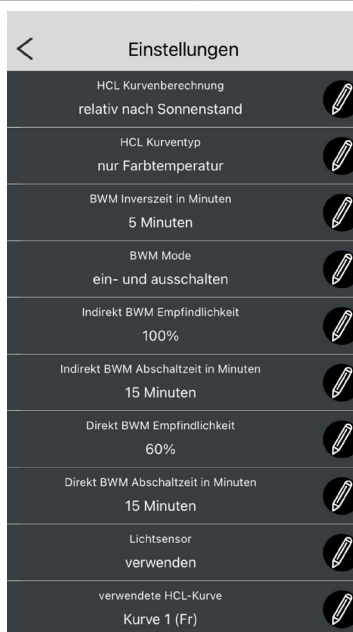 Einstellungen
HCL Kurvenberechnung
relativ nach Sonnenstand
HCL Kurventyp
nur Farbtemperatur
BWM Inverszeit in Minuten
5 Minuten
BWM Mode
ein- und ausschalten
Indirekt BWM Empfindlichkeit
100%
Indirekt BWM Abschaltzeit in Minuten
15 Minuten
Direkt BWM Empfindlichkeit
60%
Direkt BWM Abschaltzeit in Minuten
15 Minuten
Lichtsensor
verwenden
verwendete HCL-Kurve
Kurve 1 (Fr)